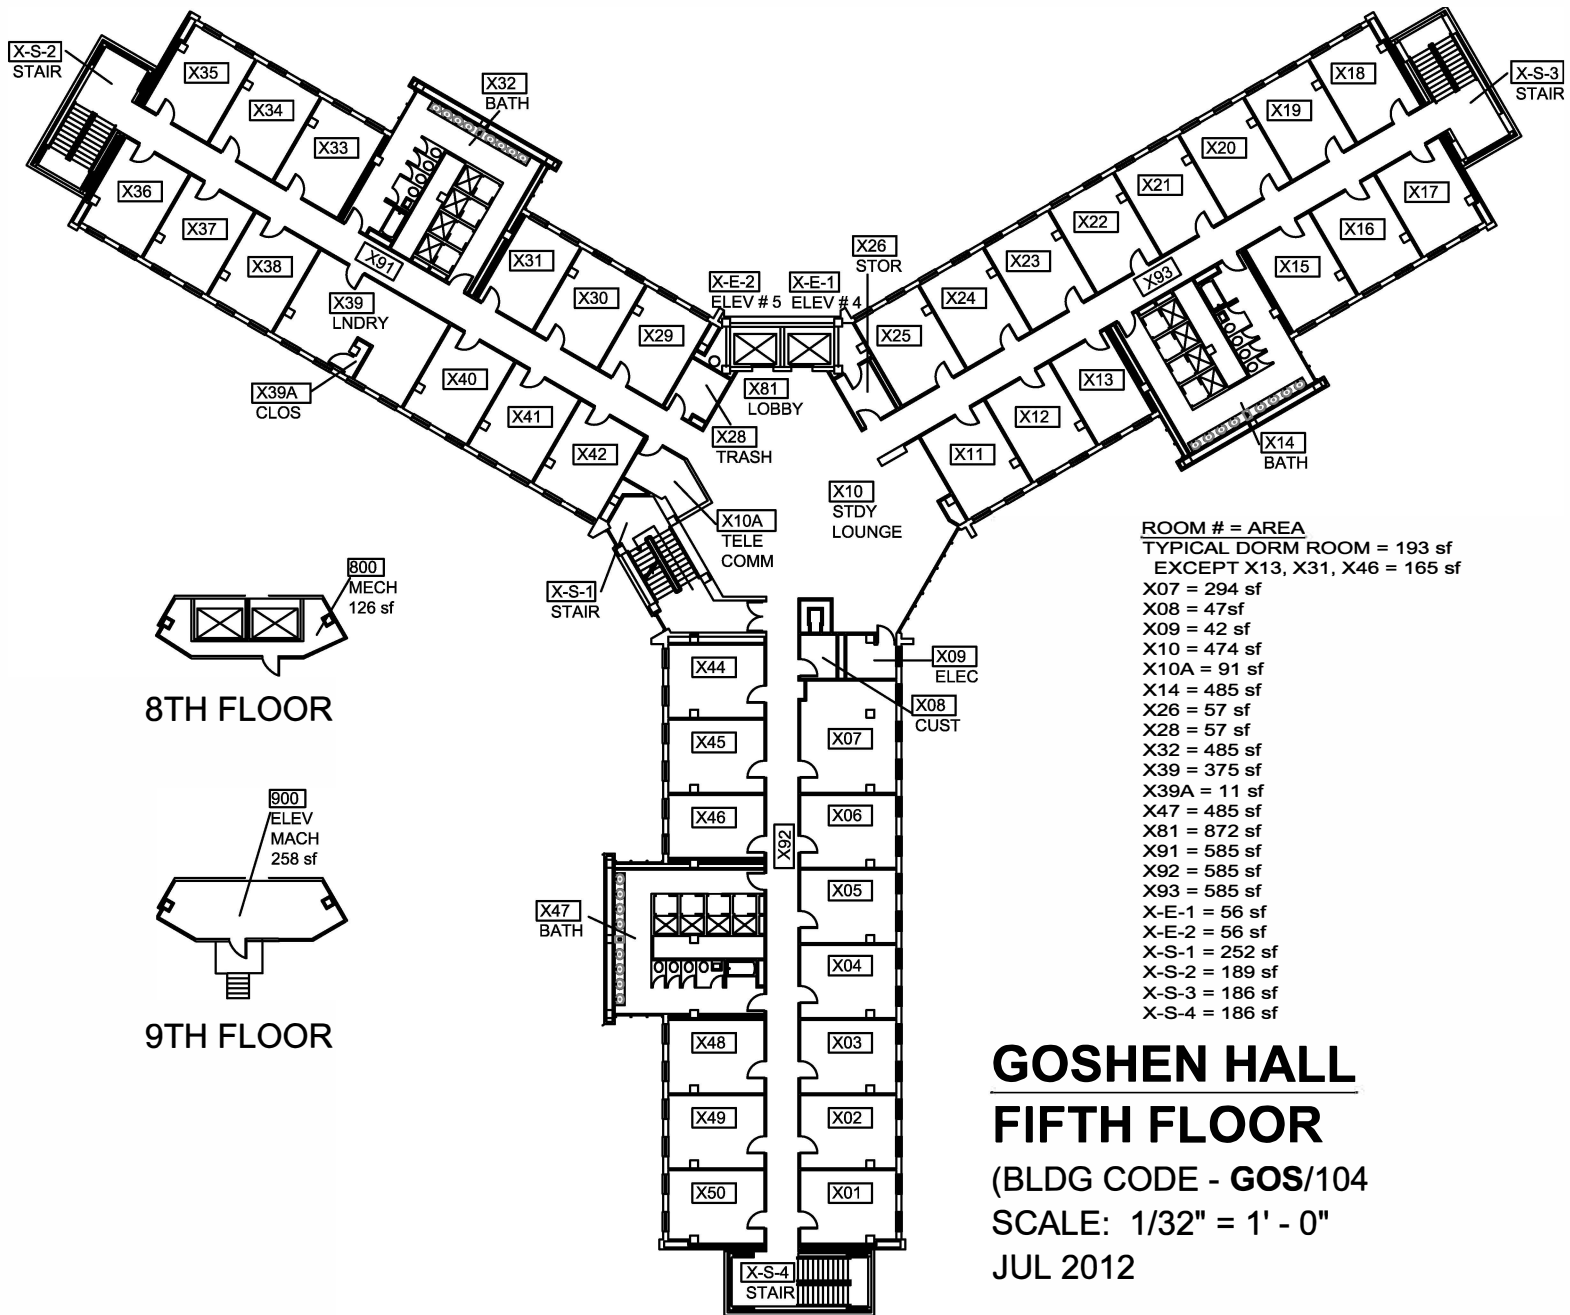 X-S-2
STAIR
X35
X34
X33
X32
BATH
X36
X37
X38
X91
X39
LNDRY
X39A
CLOS
X31
X30
X29
X40
X41
X42
X-E-2
ELEV # 5
X-E-1
ELEV # 4
X26
STOR
X81
LOBBY
X28
TRASH
X10A
TELE
COMM
X-S-1
STAIR
X18
X-S-3
STAIR
X19
X20
X21
X22
X23
X24
X25
X17
X16
X15
X93
X13
X12
X11
X14
BATH
X10
STDY
LOUNGE
800
MECH
126 sf
8TH FLOOR
900
ELEV
MACH
258 sf
9TH FLOOR
X44
X45
X46
X09
ELEC
X08
CUST
X07
X06
X92
X05
X47
BATH
X04
X48
X03
X49
X02
X50
X01
X-S-4
STAIR
ROOM # = AREA
TYPICAL DORM ROOM = 193 sf
EXCEPT X13, X31, X46 = 165 sf
X07 = 294 sf
X08 = 47sf
X09 = 42 sf
X10 = 474 sf
X10A = 91 sf
X14 = 485 sf
X26 = 57 sf
X28 = 57 sf
X32 = 485 sf
X39 = 375 sf
X39A = 11 sf
X47 = 485 sf
X81 = 872 sf
X91 = 585 sf
X92 = 585 sf
X93 = 585 sf
X-E-1 = 56 sf
X-E-2 = 56 sf
X-S-1 = 252 sf
X-S-2 = 189 sf
X-S-3 = 186 sf
X-S-4 = 186 sf
GOSHEN HALL
FIFTH FLOOR
(BLDG CODE - GOS/104
SCALE: 1/32" = 1' - 0"
JUL 2012